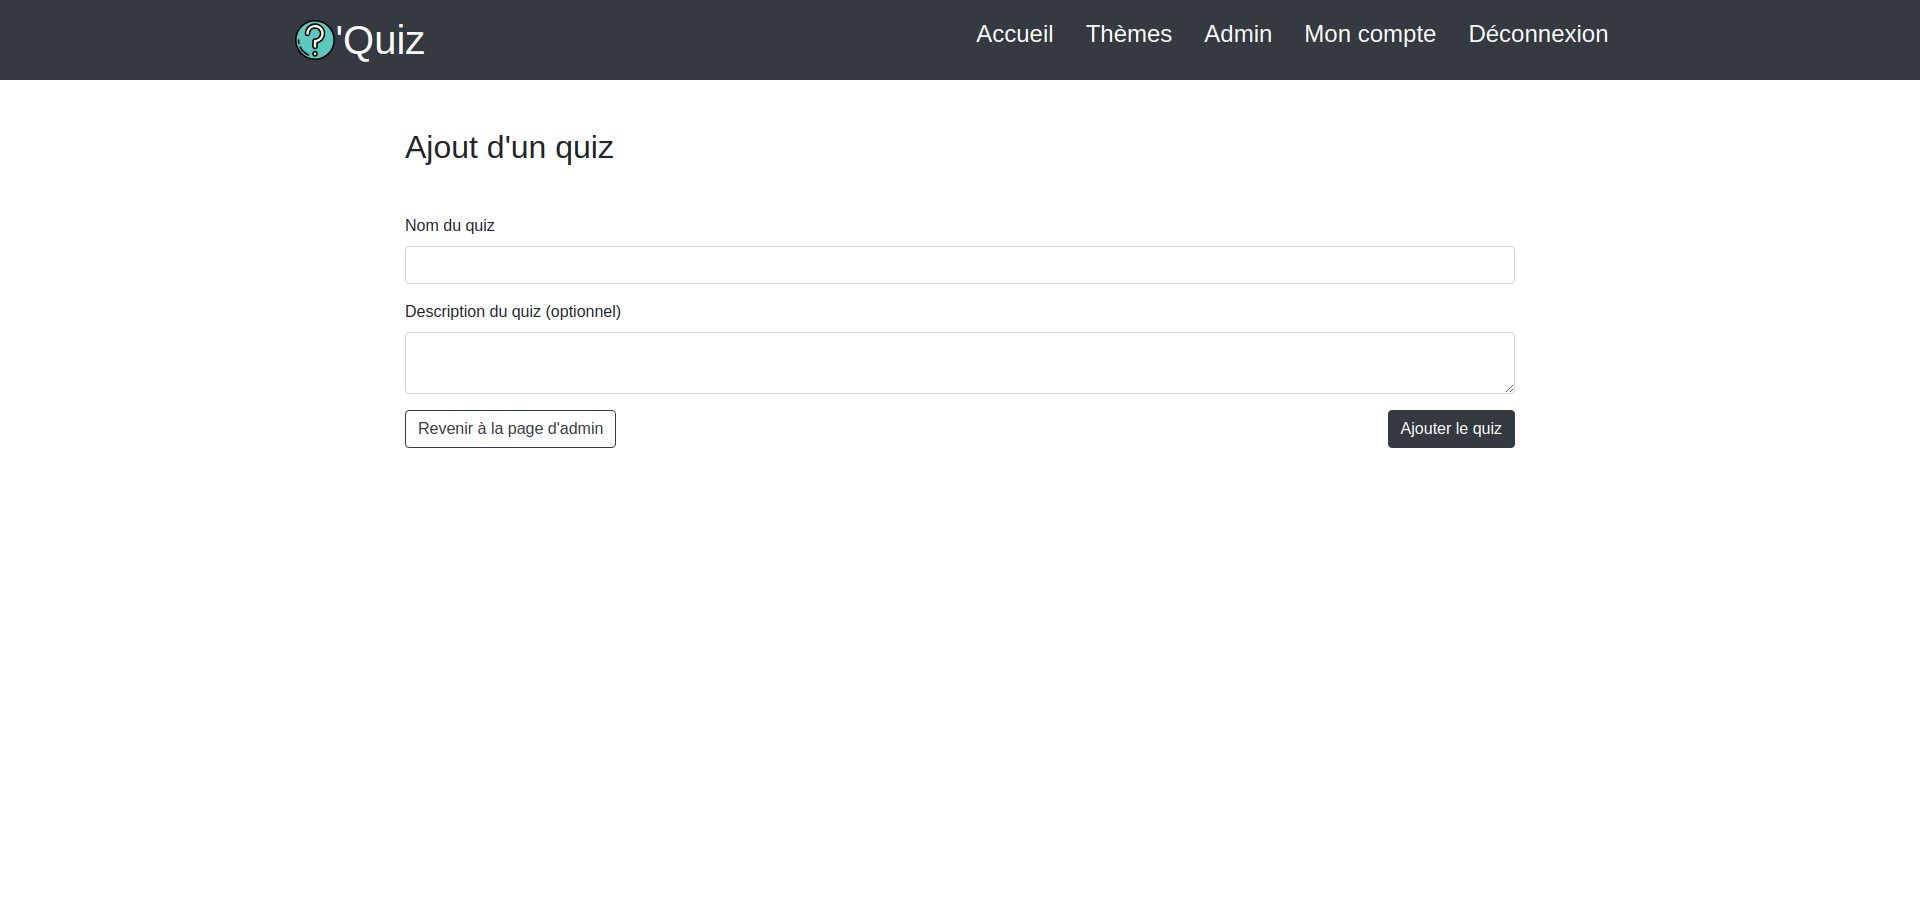 ?'Quiz
Accueil Thèmes Admin Mon compte Déconnexion
Ajout d'un quiz
Nom du quiz
Description du quiz (optionnel)
Revenir à la page d'admin Ajouter le quiz